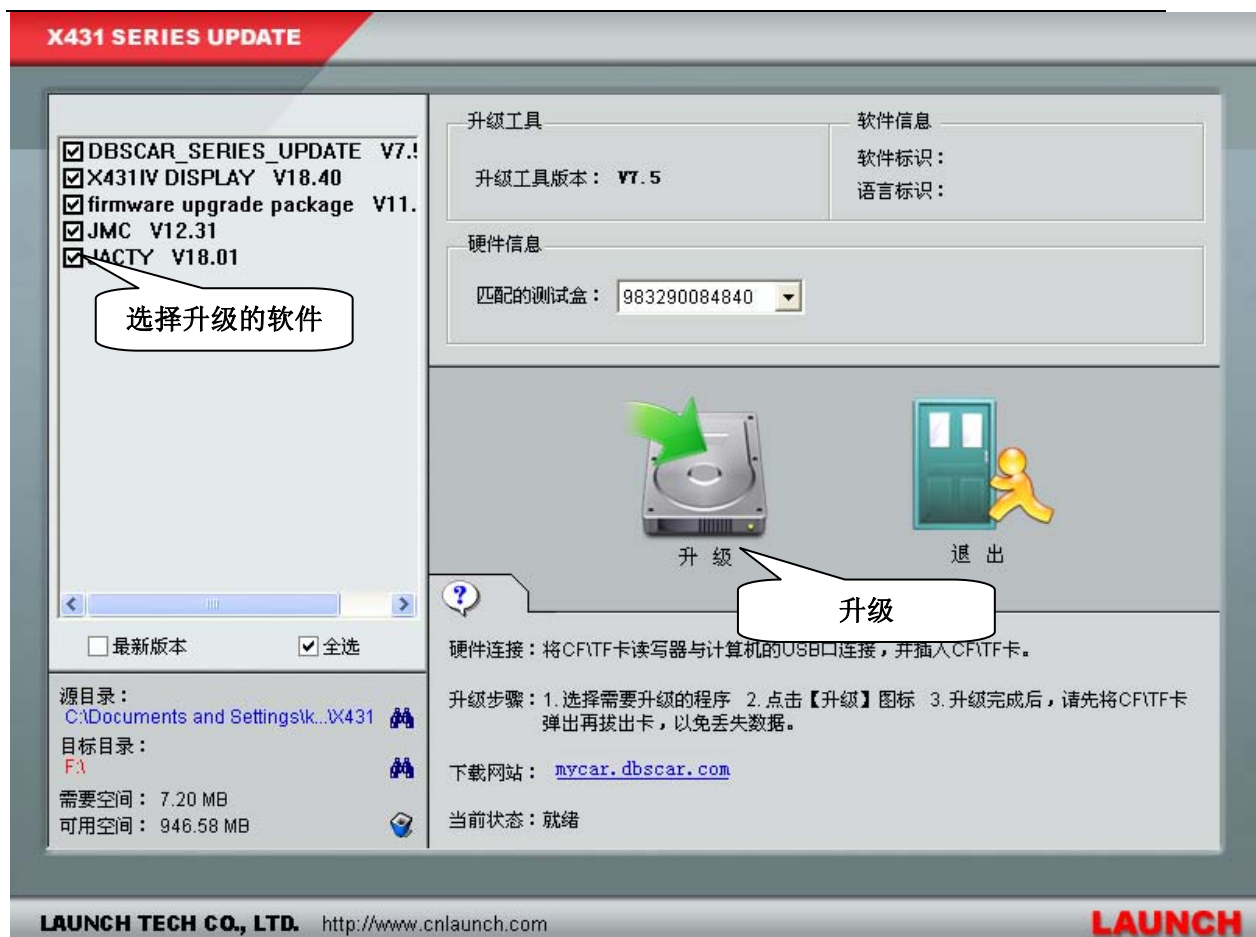 X431 SERIES UPDATE
DBSCAR_SERIES_UPDATE V7.5
X431IV DISPLAY V18.40
firmware upgrade package V11.
JMC V12.31
JACTY V18.01
选择升级的软件
最新版本
全选
源目录：
C:\Documents and Settings\k...\X431
目标目录：
F:\
需要空间： 7.20 MB
可用空间： 946.58 MB
升级工具
升级工具版本： V7.5
软件信息
软件标识：
语言标识：
硬件信息
匹配的测试盒： 983290084840
升 级
退 出
升级
硬件连接：将CF\TF卡读写器与计算机的USB口连接，并插入CF\TF卡。
升级步骤：1.选择需要升级的程序 2.点击【升级】图标 3.升级完成后，请先将CF\TF卡
弹出再拔出卡，以免丢失数据。
下载网站： mycar.dbscar.com
当前状态：就绪
LAUNCH TECH CO., LTD. http://www.cnlaunch.com
LAUNCH